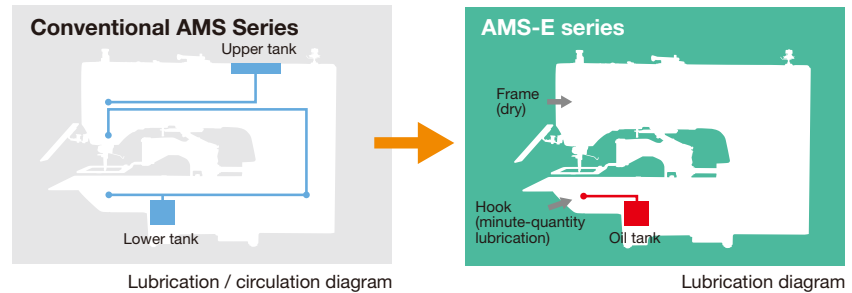 Conventional AMS Series
Upper tank
Lower tank
Lubrication / circulation diagram
AMS-E series
Frame
(dry)
Hook
(minute-quantity
lubrication)
Oil tank
Lubrication diagram